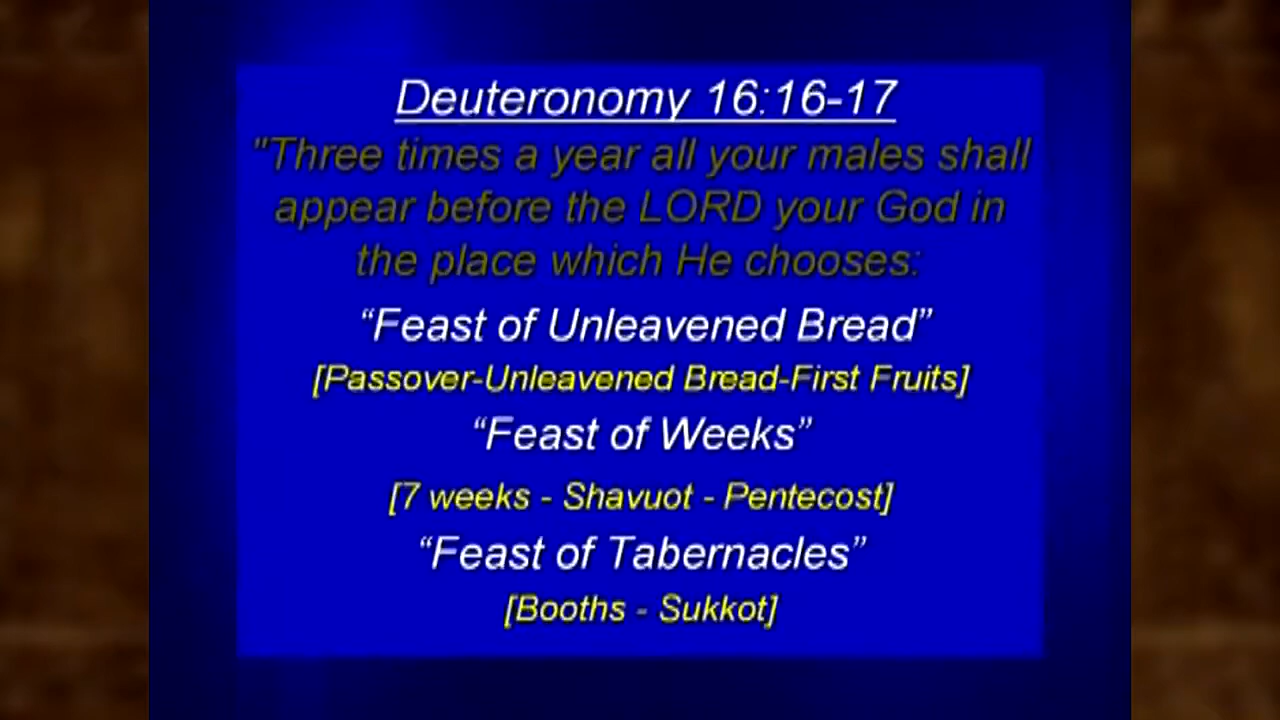 Deuteronomy 16:16-17
"Three times a year all your males shall
appear before the LORD your God in
the place which He chooses:
“Feast of Unleavened Bread”
[Passover-Unleavened Bread-First Fruits]
“Feast of Weeks”
[7 weeks - Shavuot - Pentecost]
“Feast of Tabernacles”
[Booths - Sukkot]